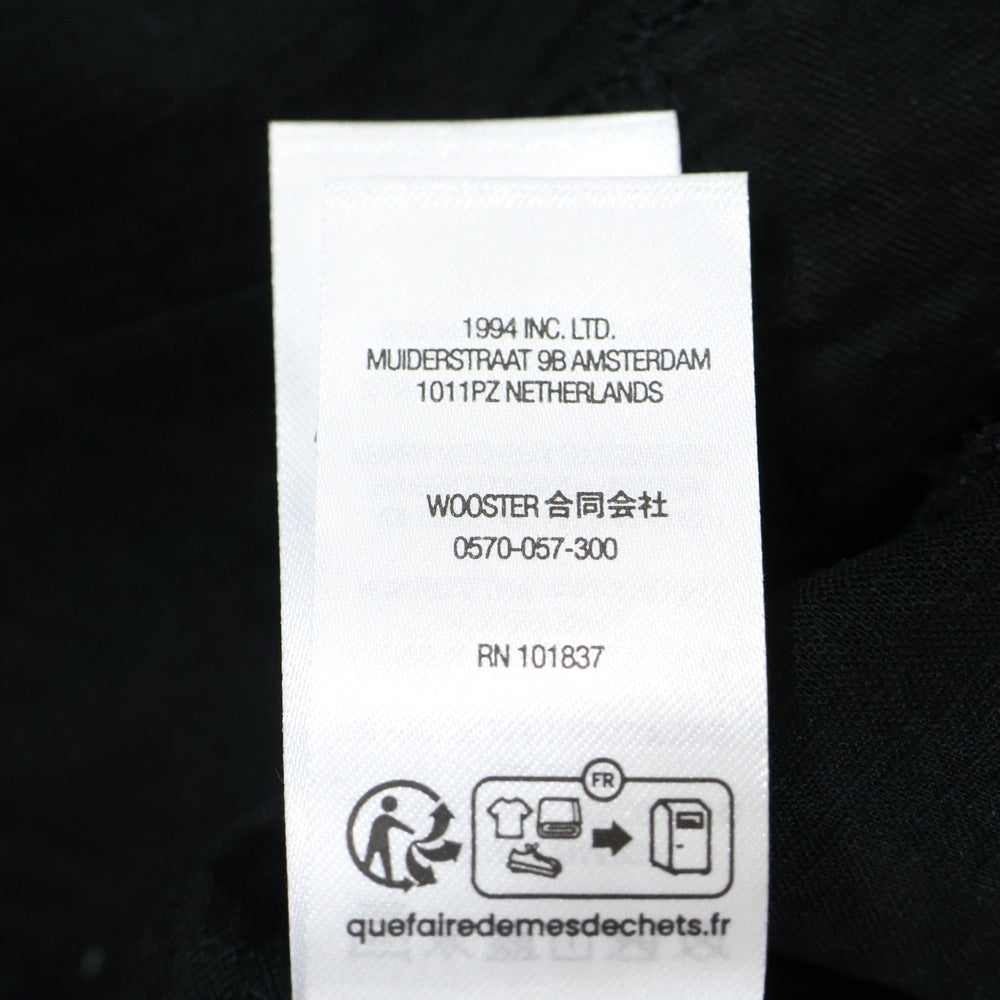 1994 INC. LTD.
MUIDERSTRAAT 9B AMSTERDAM
1011PZ NETHERLANDS
WOOSTER 合同会社
0570-057-300
RN 101837
FR
quefairedemesdechets.fr